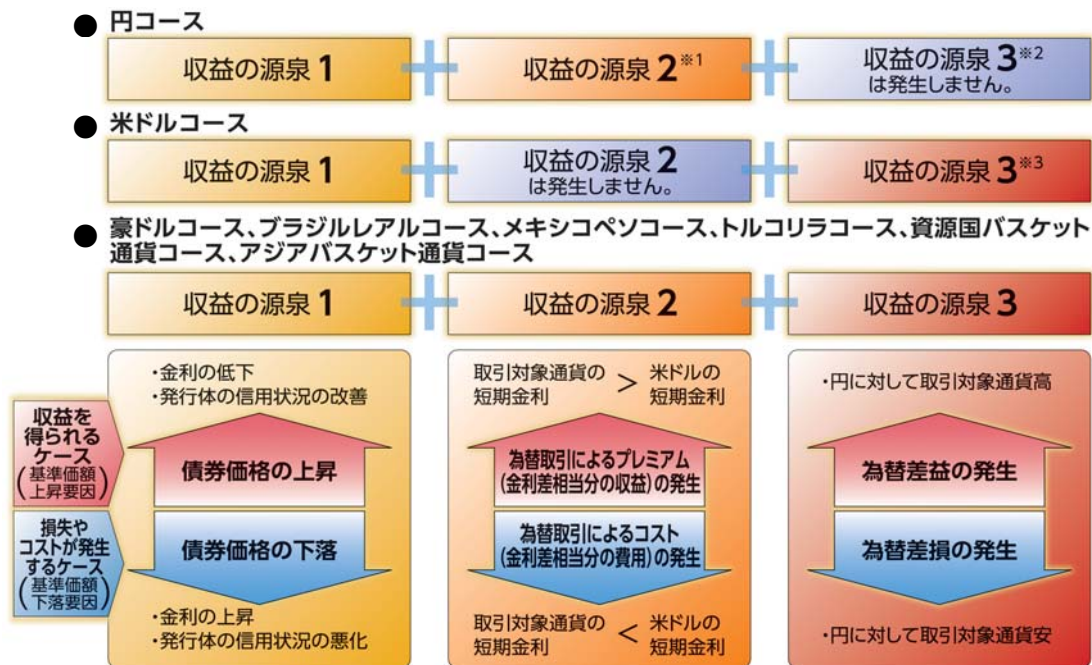 ● 円コース
収益の源泉 1 + 収益の源泉 2※1 + 収益の源泉 3※2
は発生しません。
● 米ドルコース
収益の源泉 1 + 収益の源泉 2 + 収益の源泉 3※3
は発生しません。
● 豪ドルコース、ブラジルレアルコース、メキシコペソコース、トルコリラコース、資源国バスケット
通貨コース、アジアバスケット通貨コース
収益の源泉 1 + 収益の源泉 2 + 収益の源泉 3
収益を
得られる
ケース
(基準価額
上昇要因)
損失や
コストが発生
するケース
(基準価額
下落要因)
・金利の低下
・発行体の信用状況の改善
債券価格の上昇
債券価格の下落
・金利の上昇
・発行体の信用状況の悪化
取引対象通貨の
短期金利
>
米ドルの
短期金利
為替取引によるプレミアム
(金利差相当分の収益)の発生
為替取引によるコスト
(金利差相当分の費用)の発生
取引対象通貨の
短期金利
<
米ドルの
短期金利
・円に対して取引対象通貨高
為替差益の発生
為替差損の発生
・円に対して取引対象通貨安